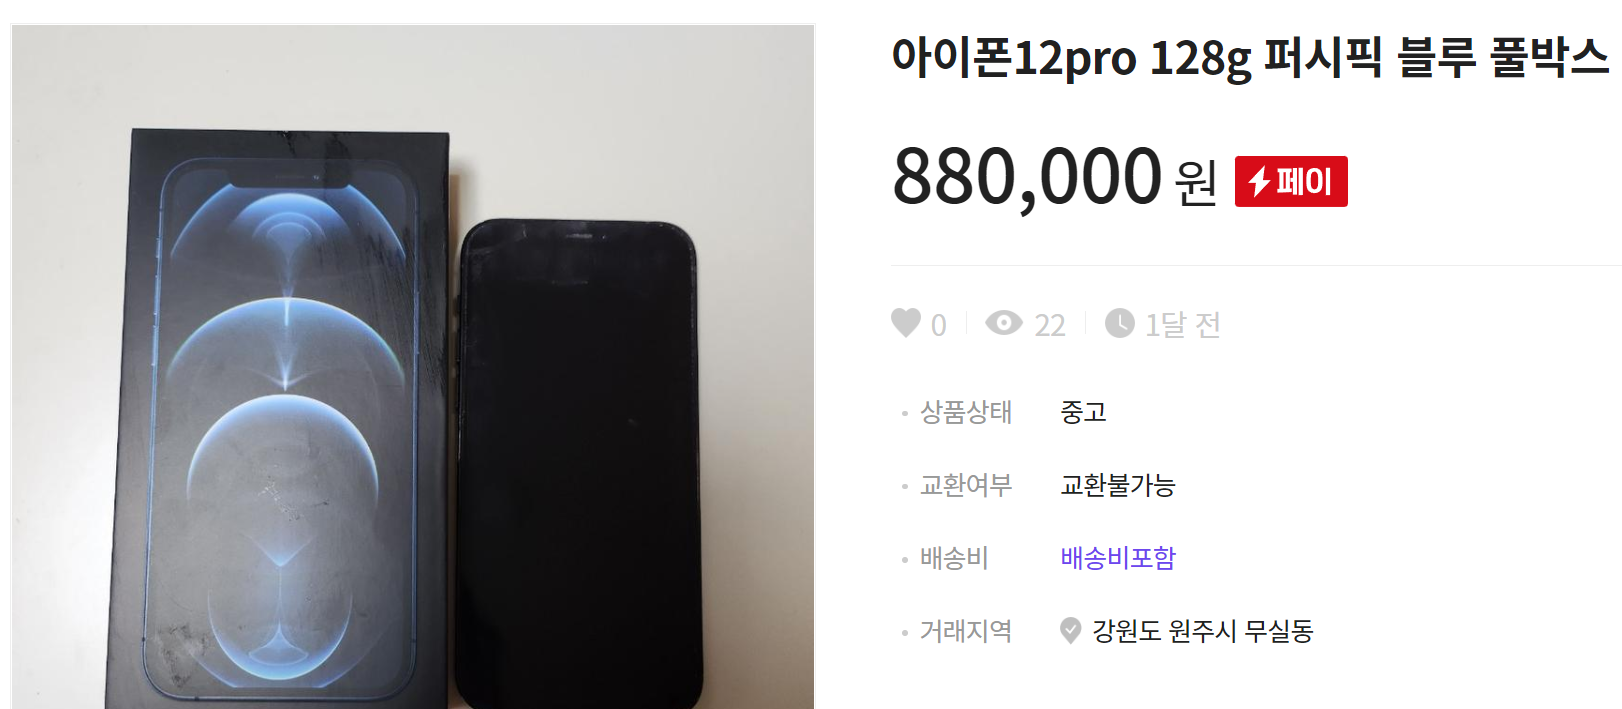 아이폰12pro 128g 퍼시픽 블루 풀박스
880,000 원 페이
0 22 1달 전
상품상태 중고
교환여부 교환불가능
배송비 배송비포함
거래지역 강원도 원주시 무실동